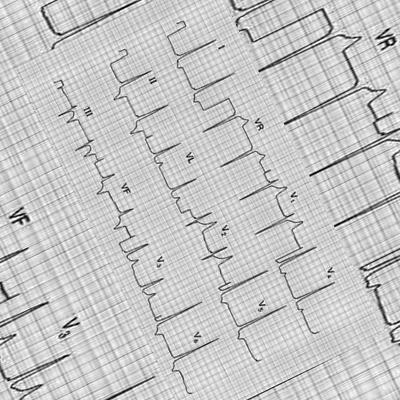 I VR V₁ V₄
II VL V₂ V₅
III VF V₃ V₆
VR
VF V₃